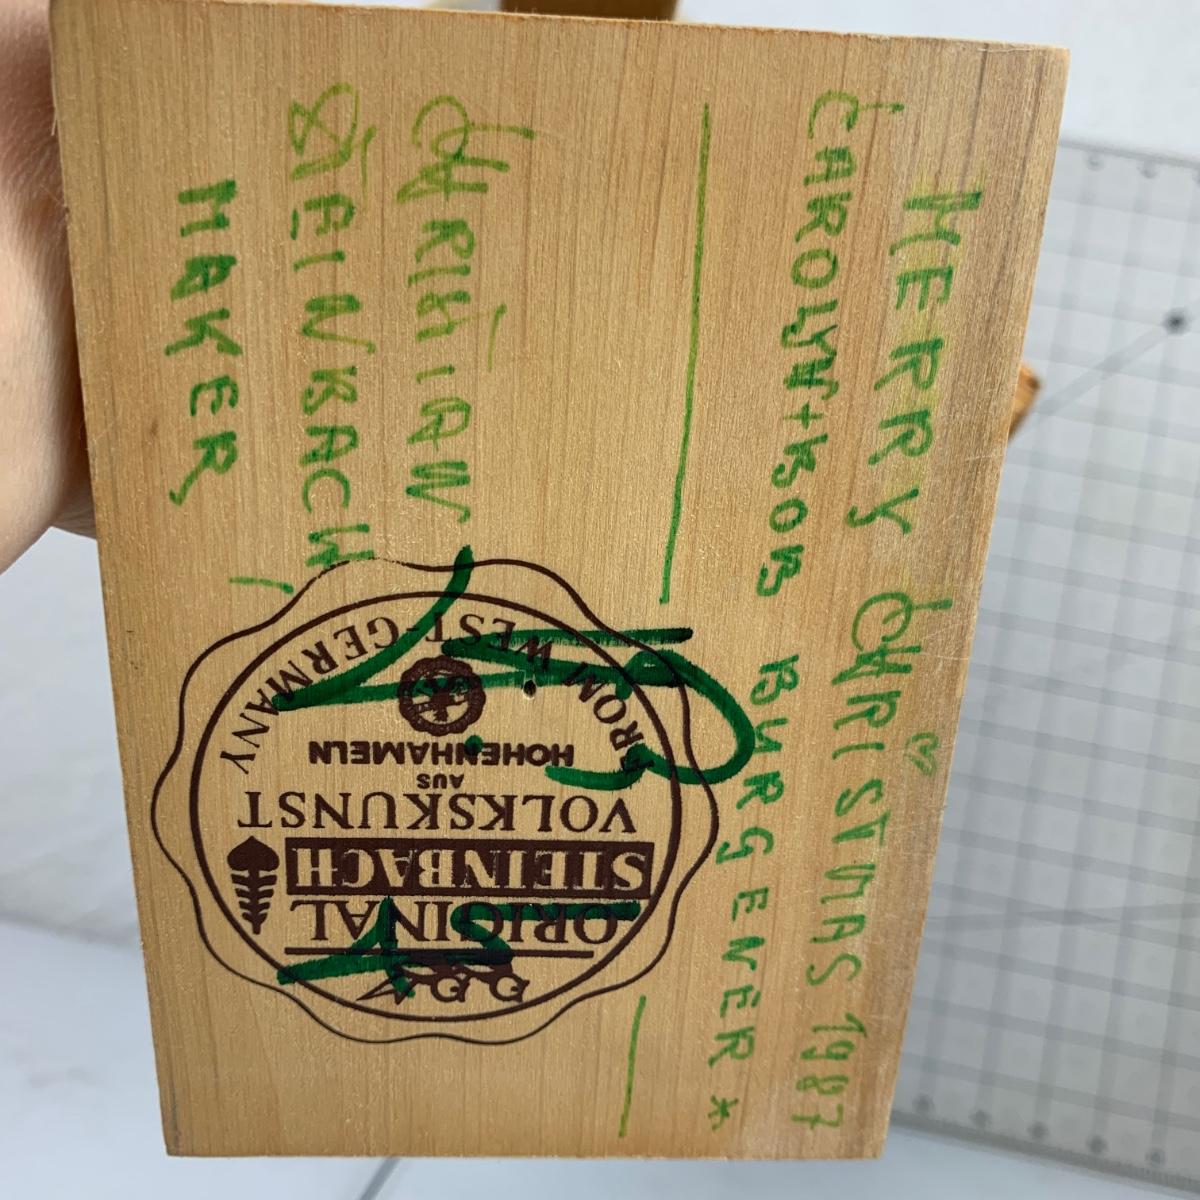 MERRY CHRISTMAS 1987
CAROLYN + BOB BURGENER *
CHRISTIAN
STEINBACH
MAKER
ORIGINAL
STEINBACH
VOLKSKUNST
AUS
HOHENHAMELN
FROM WEST-GERMANY